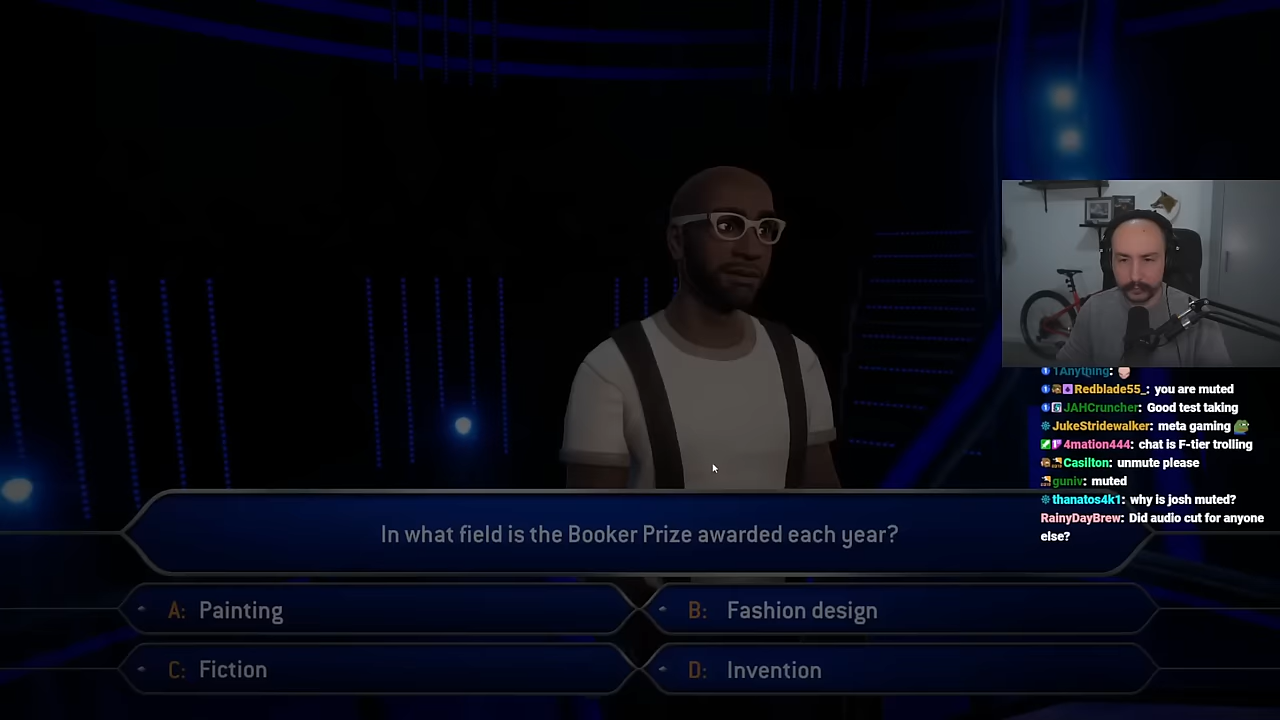 1Anything:
Redblade55_: you are muted
JAHCruncher: Good test taking
JukeStridewalker: meta gaming
4mation444: chat is F-tier trolling
Casilton: unmute please
guniv: muted
thanatos4k1: why is josh muted?
RainyDayBrew: Did audio cut for anyone
else?
In what field is the Booker Prize awarded each year?
A: Painting
B: Fashion design
C: Fiction
D: Invention